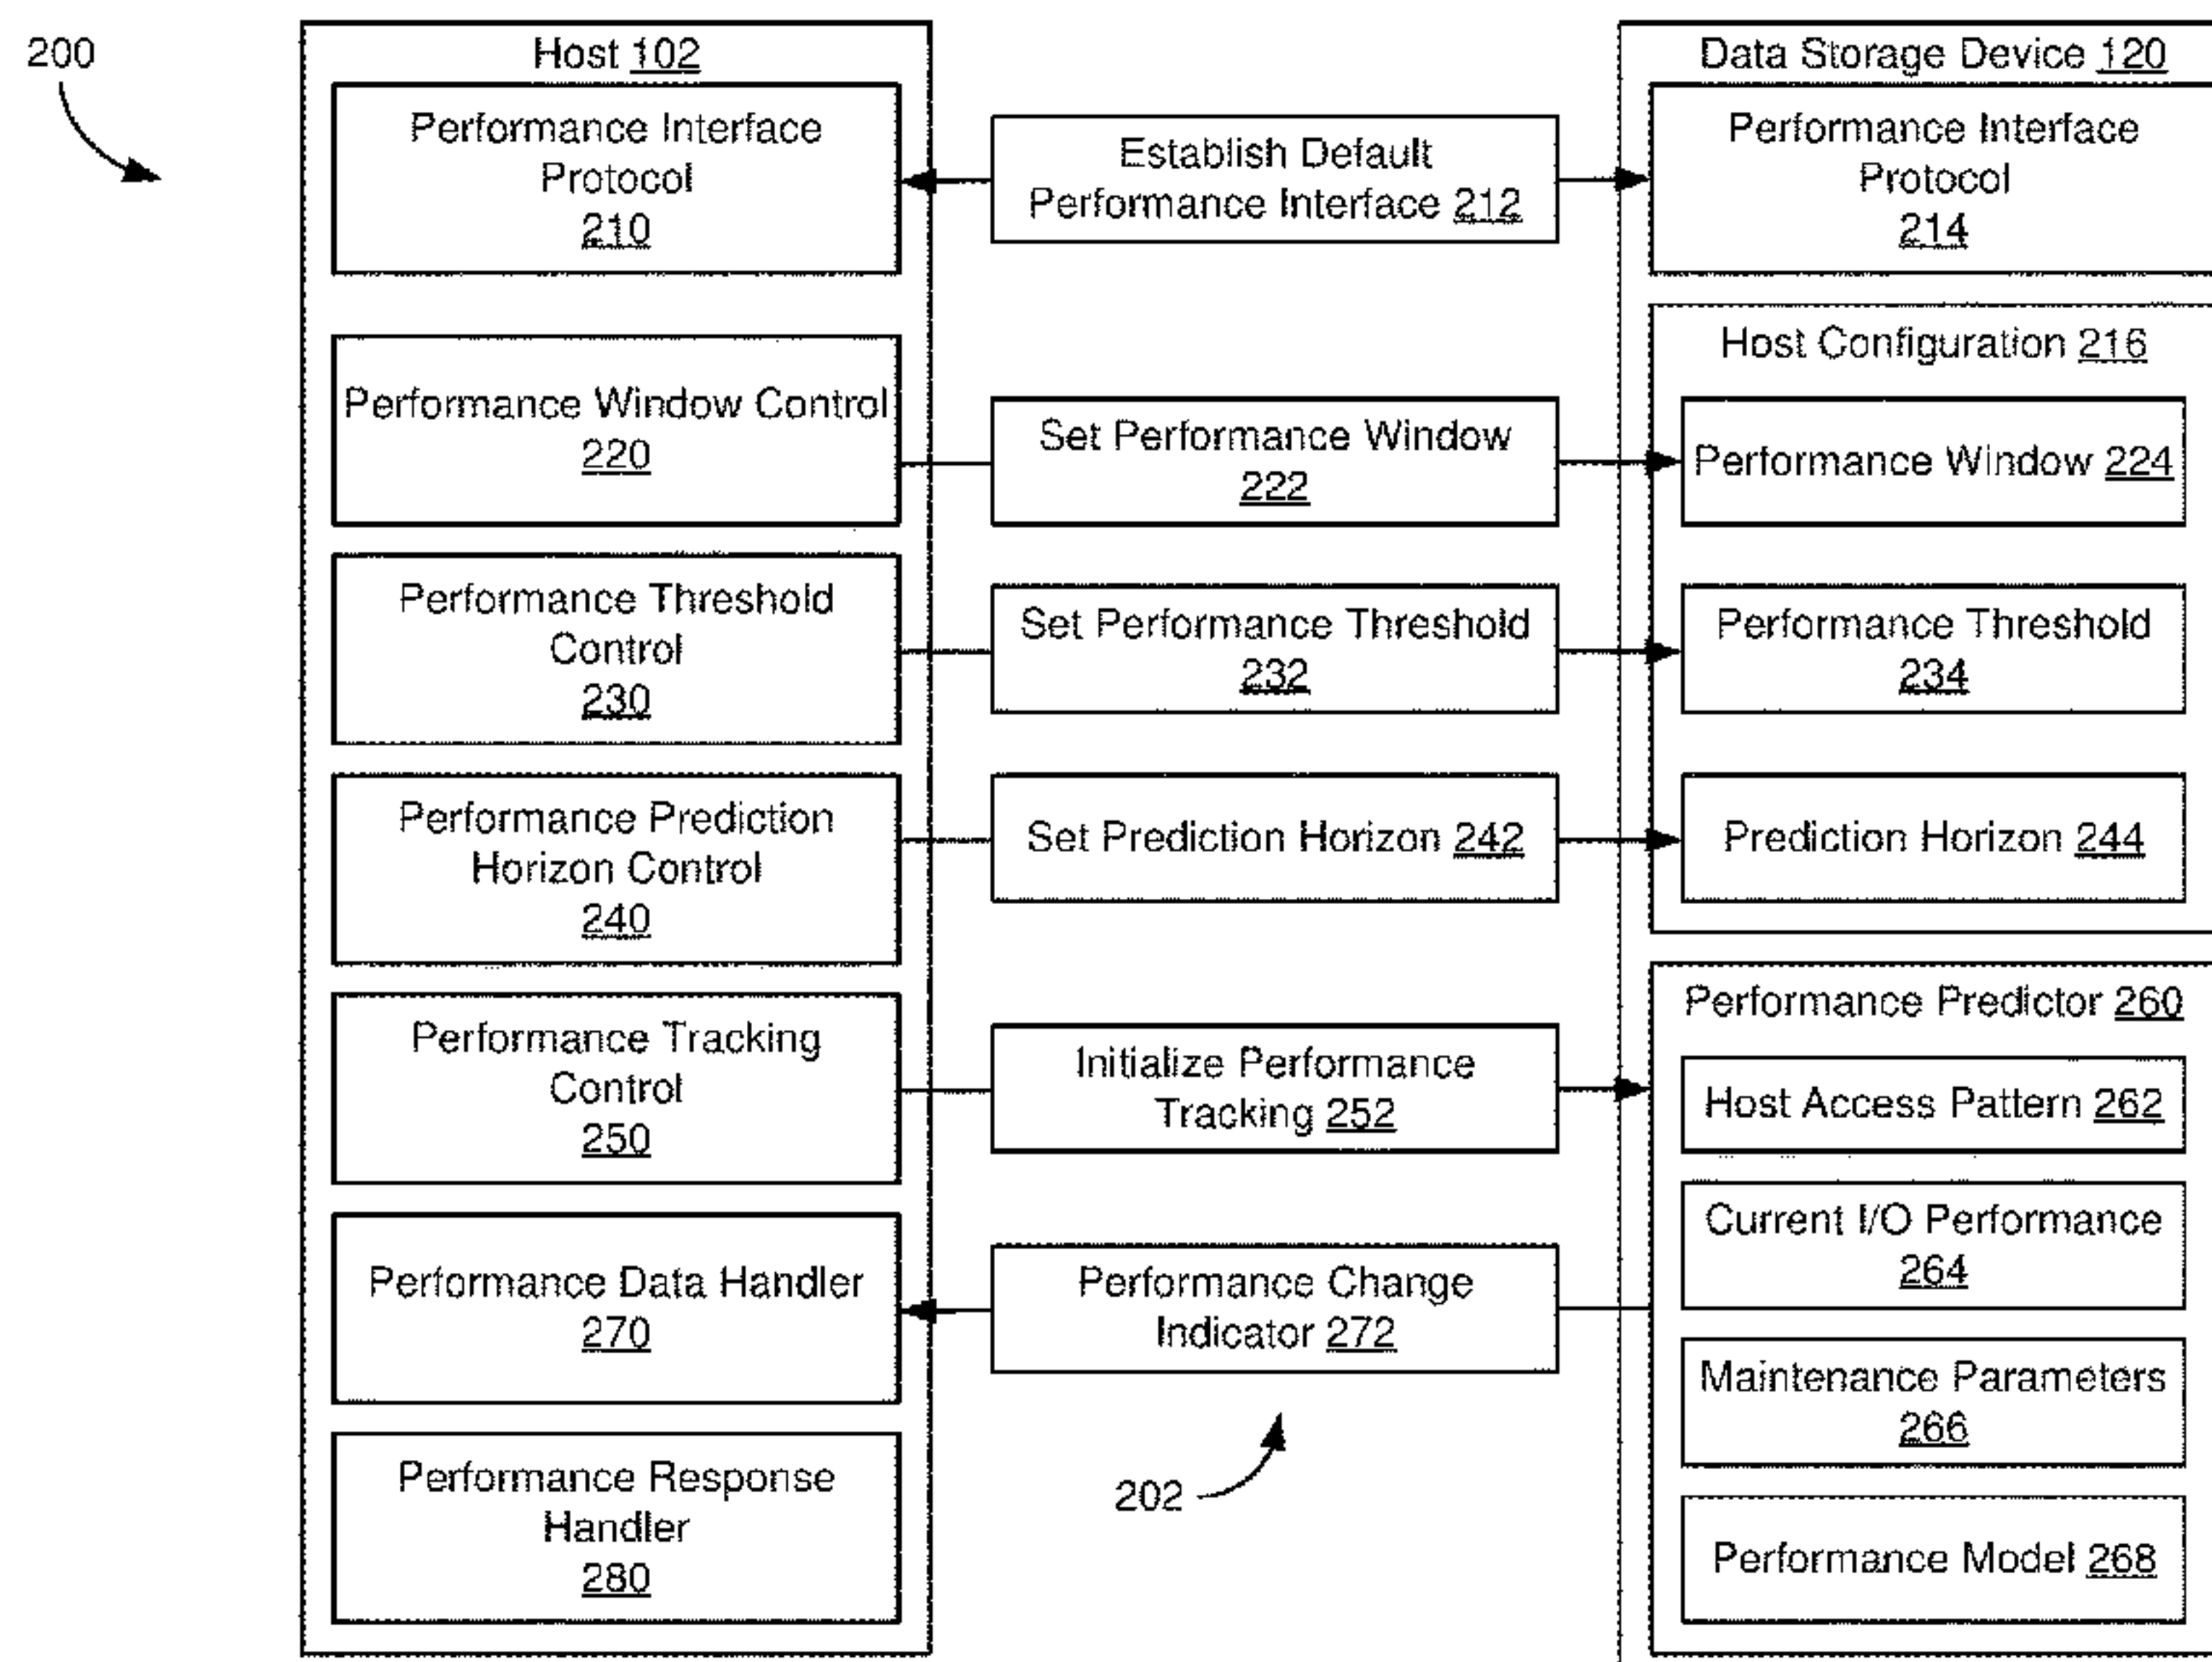 200
Host 102
Performance Interface
Protocol
210
Performance Window Control
220
Performance Threshold
Control
230
Performance Prediction
Horizon Control
240
Performance Tracking
Control
250
Performance Data Handler
270
Performance Response
Handler
280
Establish Default
Performance Interface 212
Set Performance Window
222
Set Performance Threshold
232
Set Prediction Horizon 242
Initialize Performance
Tracking 252
Performance Change
Indicator 272
202
Data Storage Device 120
Performance Interface
Protocol
214
Host Configuration 216
Performance Window 224
Performance Threshold
234
Prediction Horizon 244
Performance Predictor 260
Host Access Pattern 262
Current I/O Performance
264
Maintenance Parameters
266
Performance Model 268